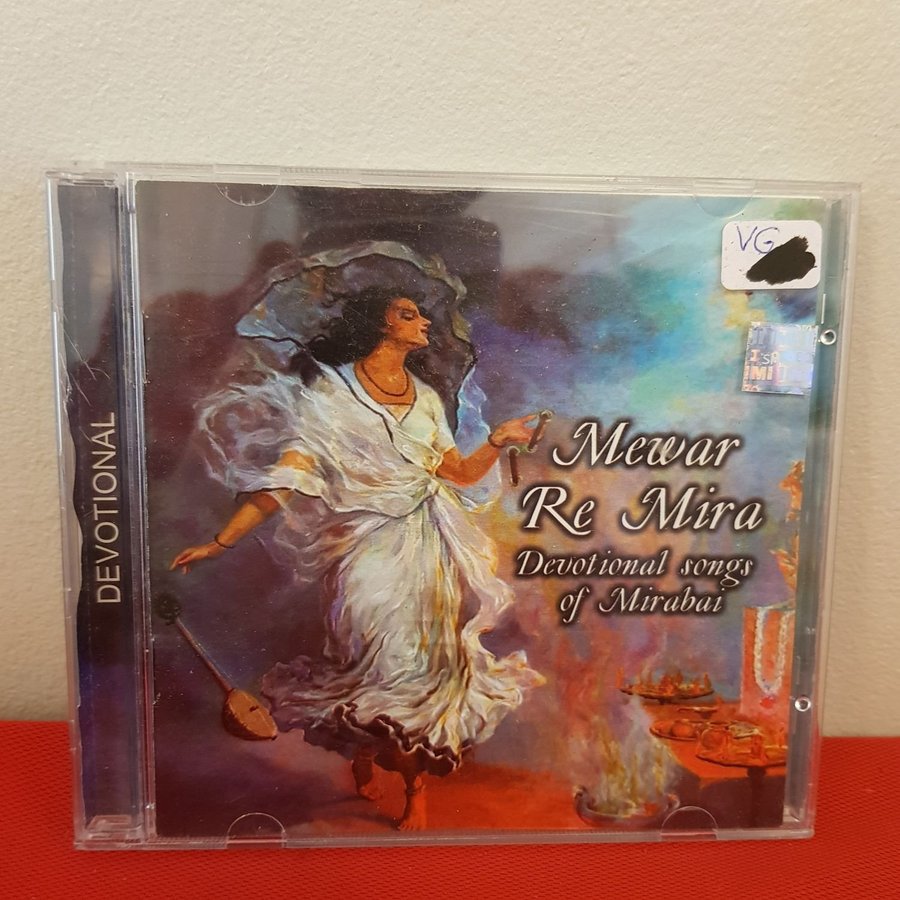 DEVOTIONAL
VG
Mewar
Re Mira
Devotional songs
of Mirabai